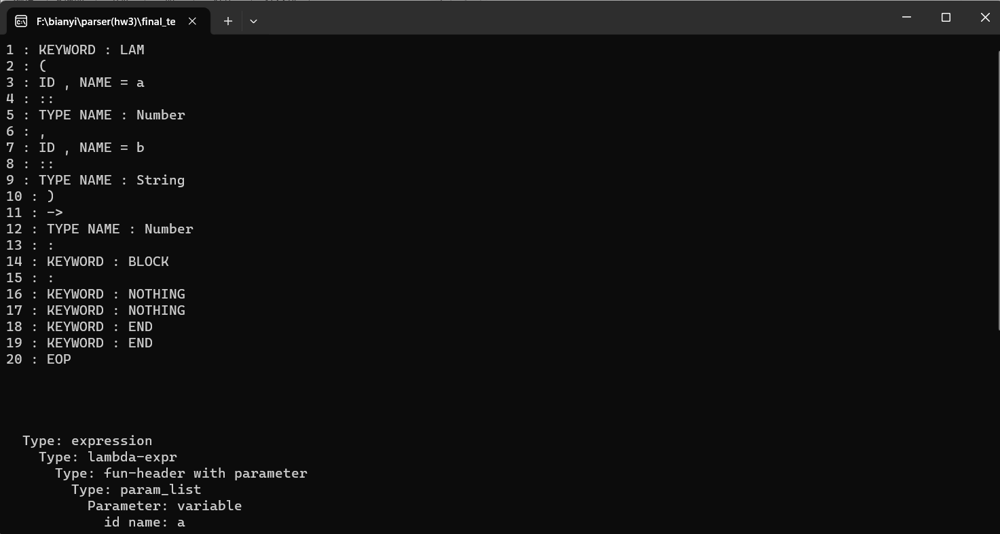 F:\bianyi\parser(hw3)\final_te
1 : KEYWORD : LAM
2 : (
3 : ID , NAME = a
4 : ::
5 : TYPE NAME : Number
6 : ,
7 : ID , NAME = b
8 : ::
9 : TYPE NAME : String
10 : )
11 : ->
12 : TYPE NAME : Number
13 : :
14 : KEYWORD : BLOCK
15 : :
16 : KEYWORD : NOTHING
17 : KEYWORD : NOTHING
18 : KEYWORD : END
19 : KEYWORD : END
20 : EOP
Type: expression
Type: lambda-expr
Type: fun-header with parameter
Type: param_list
Parameter: variable
id name: a